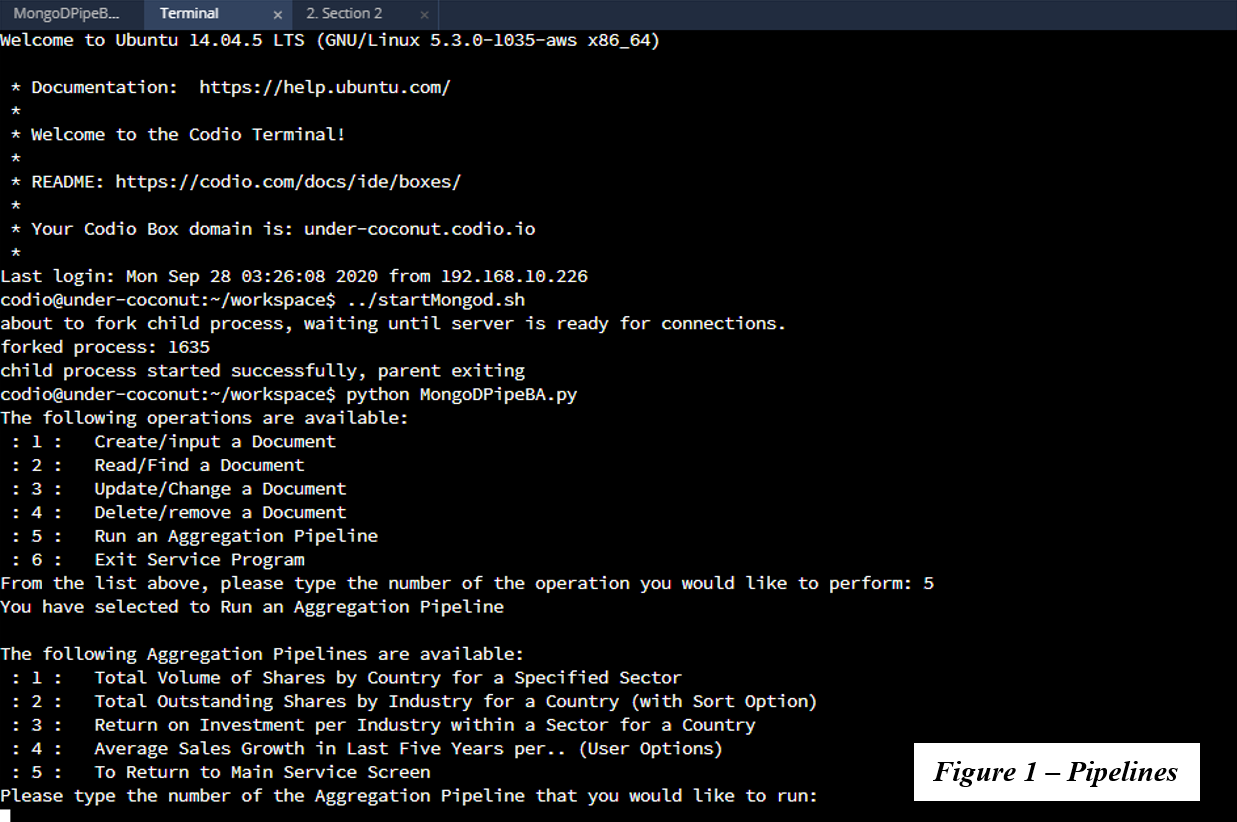 MongoDPipeB... Terminal × 2. Section 2 ×
Welcome to Ubuntu 14.04.5 LTS (GNU/Linux 5.3.0-1035-aws x86_64)
* Documentation:  https://help.ubuntu.com/
*
* Welcome to the Codio Terminal!
*
* README: https://codio.com/docs/ide/boxes/
*
* Your Codio Box domain is: under-coconut.codio.io
*
Last login: Mon Sep 28 03:26:08 2020 from 192.168.10.226
codio@under-coconut:~/workspace$ ../startMongod.sh
about to fork child process, waiting until server is ready for connections.
forked process: 1635
child process started successfully, parent exiting
codio@under-coconut:~/workspace$ python MongoDPipeBA.py
The following operations are available:
: 1 :   Create/input a Document
: 2 :   Read/Find a Document
: 3 :   Update/Change a Document
: 4 :   Delete/remove a Document
: 5 :   Run an Aggregation Pipeline
: 6 :   Exit Service Program
From the list above, please type the number of the operation you would like to perform: 5
You have selected to Run an Aggregation Pipeline
The following Aggregation Pipelines are available:
: 1 :   Total Volume of Shares by Country for a Specified Sector
: 2 :   Total Outstanding Shares by Industry for a Country (with Sort Option)
: 3 :   Return on Investment per Industry within a Sector for a Country
: 4 :   Average Sales Growth in Last Five Years per.. (User Options)
: 5 :   To Return to Main Service Screen
Please type the number of the Aggregation Pipeline that you would like to run:
Figure 1 – Pipelines